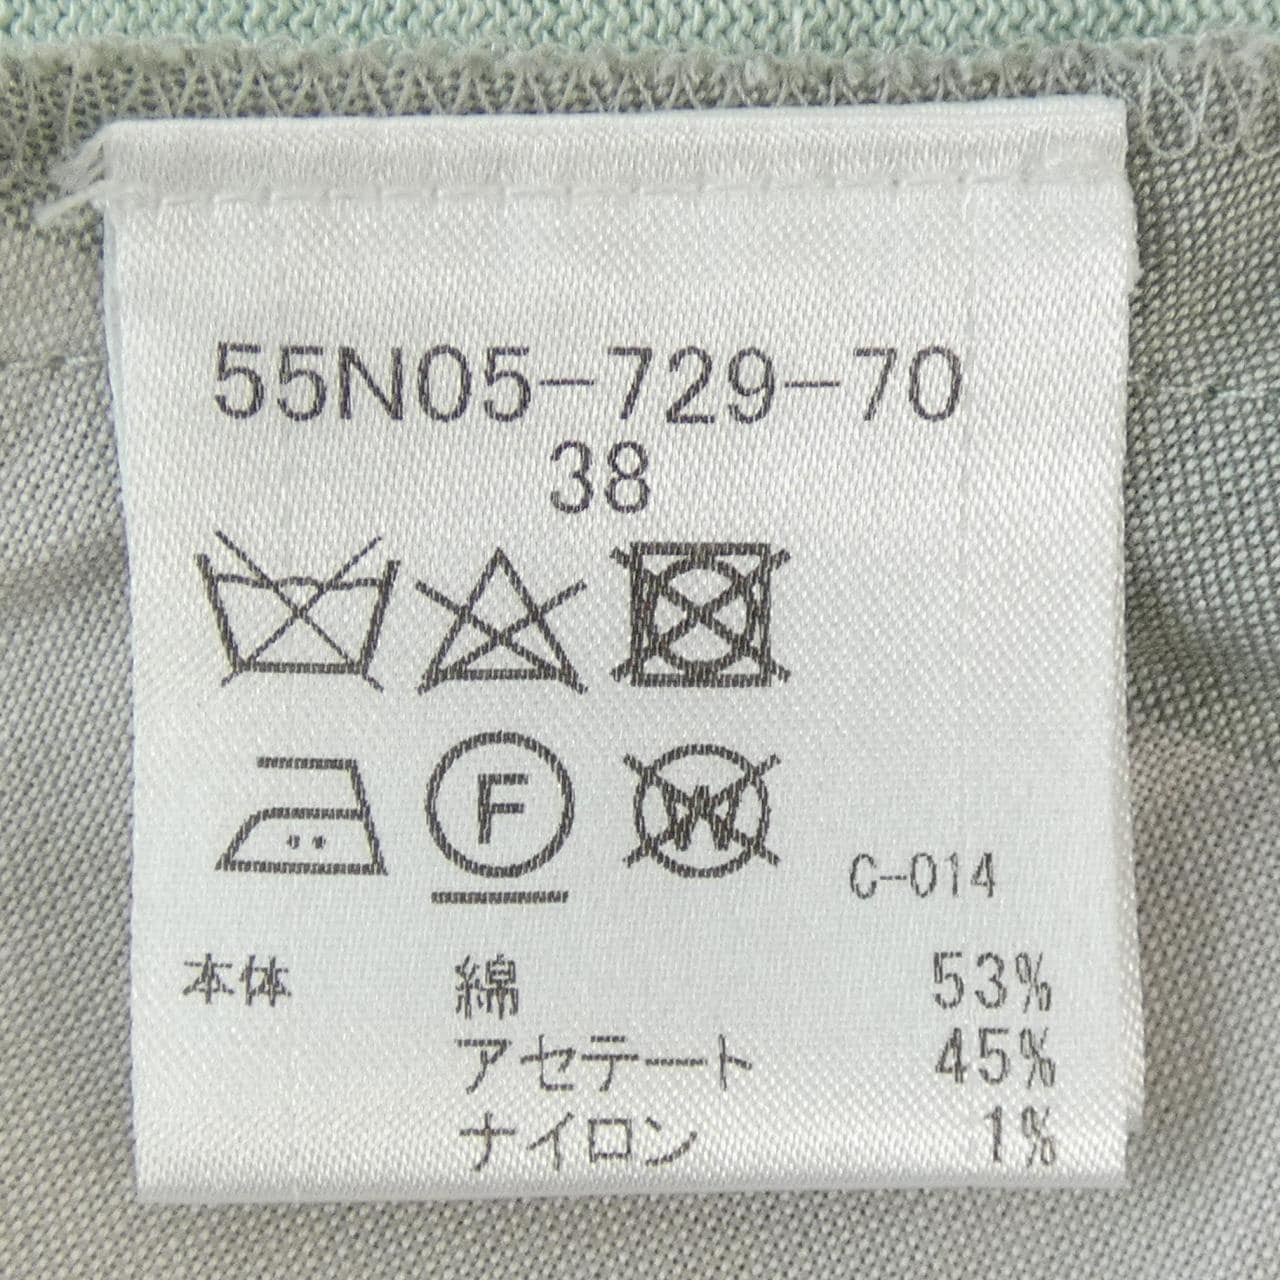 55N05-729-70
38
F
W
C-014
本体 綿 53%
アセテート 45%
ナイロン 1%